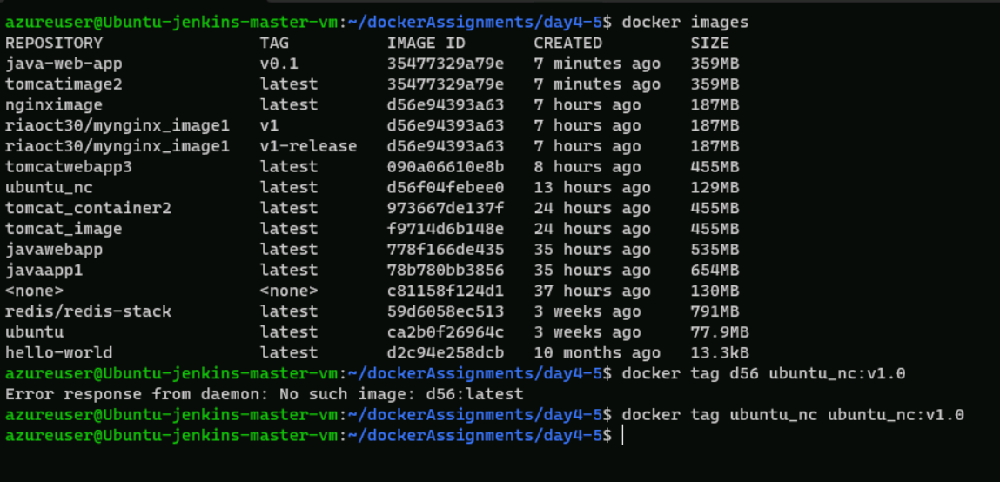 azureuser@Ubuntu-jenkins-master-vm:~/dockerAssignments/day4-5$ docker images
REPOSITORY TAG IMAGE ID CREATED SIZE
java-web-app v0.1 35477329a79e 7 minutes ago 359MB
tomcatimage2 latest 35477329a79e 7 minutes ago 359MB
nginximage latest d56e94393a63 7 hours ago 187MB
riaoct30/mynginx_image1 v1 d56e94393a63 7 hours ago 187MB
riaoct30/mynginx_image1 v1-release d56e94393a63 7 hours ago 187MB
tomcatwebapp3 latest 090a06610e8b 8 hours ago 455MB
ubuntu_nc latest d56f04febee0 13 hours ago 129MB
tomcat_container2 latest 973667de137f 24 hours ago 455MB
tomcat_image latest f9714d6b148e 24 hours ago 455MB
javawebapp latest 778f166de435 35 hours ago 535MB
javaapp1 latest 78b780bb3856 35 hours ago 654MB
<none> <none> c81158f124d1 37 hours ago 130MB
redis/redis-stack latest 59d6058ec513 3 weeks ago 791MB
ubuntu latest ca2b0f26964c 3 weeks ago 77.9MB
hello-world latest d2c94e258dcb 10 months ago 13.3kB
azureuser@Ubuntu-jenkins-master-vm:~/dockerAssignments/day4-5$ docker tag d56 ubuntu_nc:v1.0
Error response from daemon: No such image: d56:latest
azureuser@Ubuntu-jenkins-master-vm:~/dockerAssignments/day4-5$ docker tag ubuntu_nc ubuntu_nc:v1.0
azureuser@Ubuntu-jenkins-master-vm:~/dockerAssignments/day4-5$